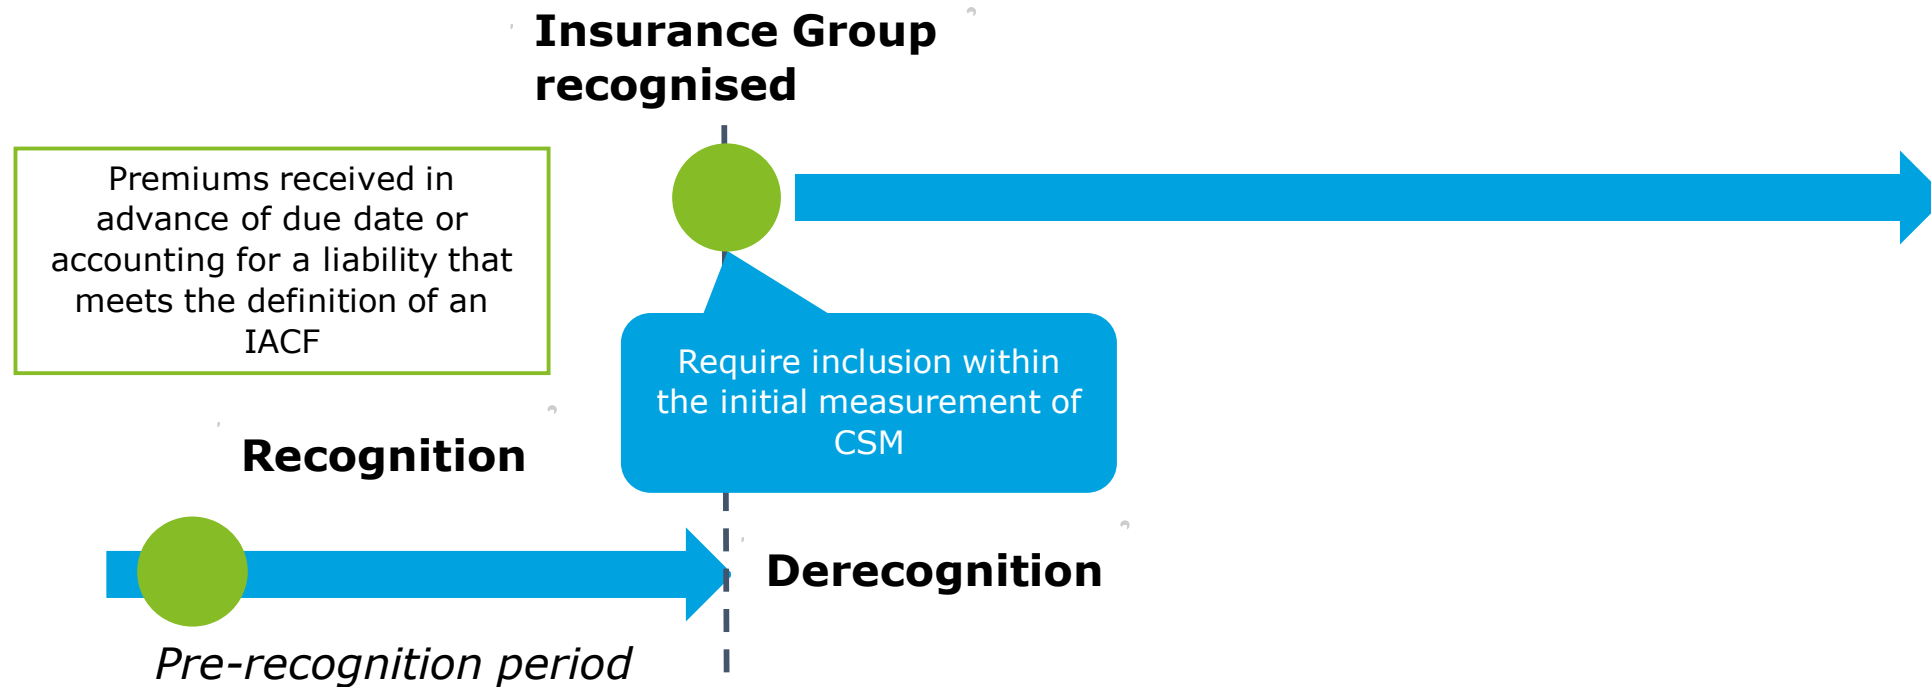 Insurance Group
recognised
Premiums received in
advance of due date or
accounting for a liability that
meets the definition of an
IACF
Require inclusion within
the initial measurement of
CSM
Recognition
Derecognition
Pre-recognition period